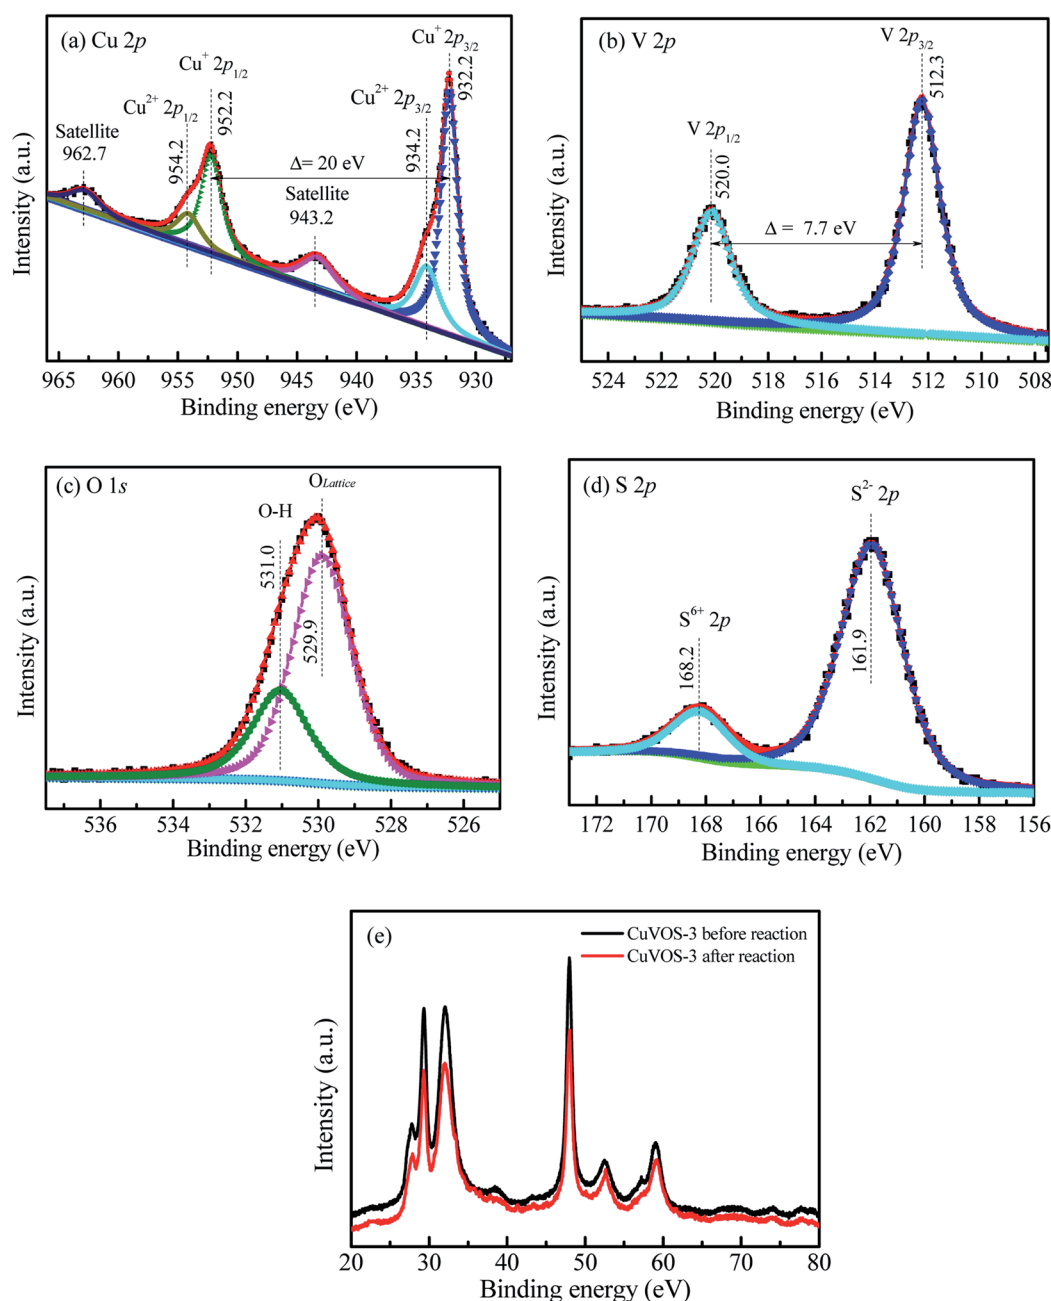 (a) Cu 2p
Cu⁺ 2p₃/₂
932.2
Cu⁺ 2p₁/₂
952.2
Cu²⁺ 2p₃/₂
934.2
Cu²⁺ 2p₁/₂
954.2
Satellite
962.7
Δ= 20 eV
Satellite
943.2
Intensity (a.u.)
965 960 955 950 945 940 935 930
Binding energy (eV)
(b) V 2p
V 2p₃/₂
512.3
V 2p₁/₂
520.0
Δ = 7.7 eV
Intensity (a.u.)
524 522 520 518 516 514 512 510 508
Binding energy (eV)
(c) O 1s
O_Lattice
O-H
531.0
529.9
Intensity (a.u.)
536 534 532 530 528 526
Binding energy (eV)
(d) S 2p
S²⁻ 2p
161.9
S⁶⁺ 2p
168.2
Intensity (a.u.)
172 170 168 166 164 162 160 158 156
Binding energy (eV)
(e)
CuVOS-3 before reaction
CuVOS-3 after reaction
Intensity (a.u.)
20 30 40 50 60 70 80
Binding energy (eV)